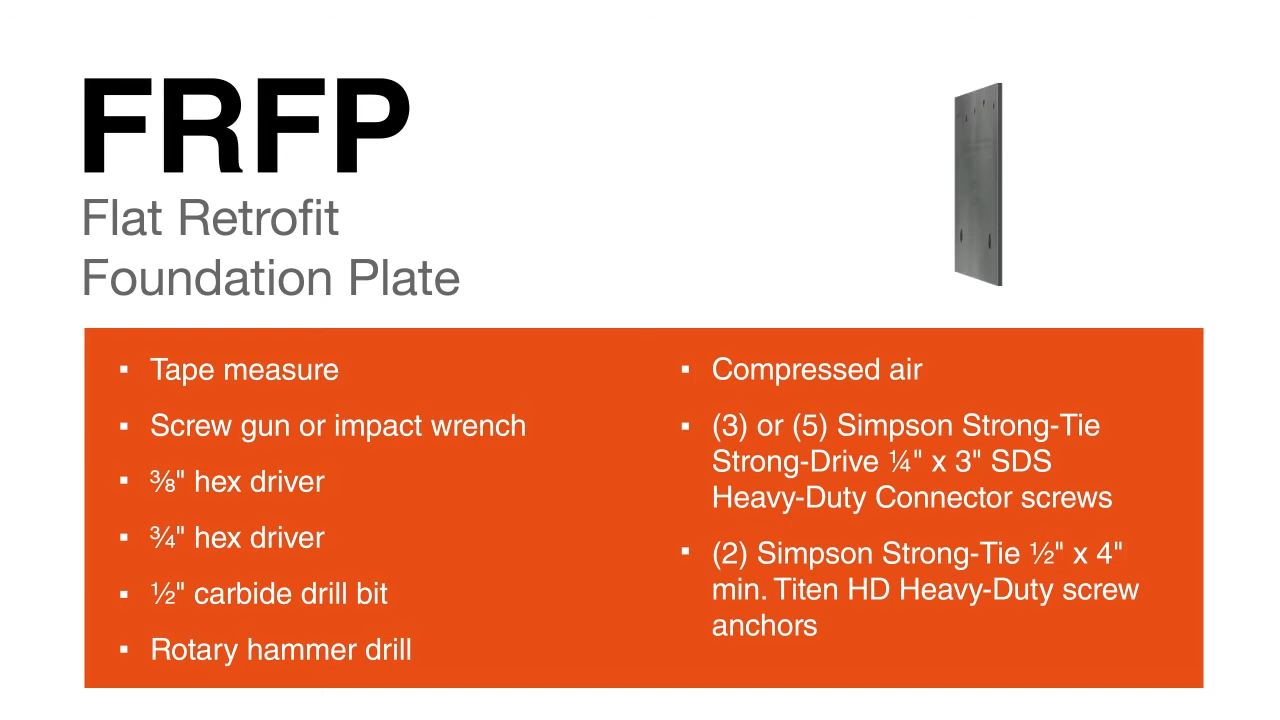 FRFP
Flat Retrofit
Foundation Plate
▪ Tape measure
▪ Screw gun or impact wrench
▪ ⅜" hex driver
▪ ¾" hex driver
▪ ½" carbide drill bit
▪ Rotary hammer drill
▪ Compressed air
▪ (3) or (5) Simpson Strong-Tie
Strong-Drive ¼" x 3" SDS
Heavy-Duty Connector screws
▪ (2) Simpson Strong-Tie ½" x 4"
min. Titen HD Heavy-Duty screw
anchors